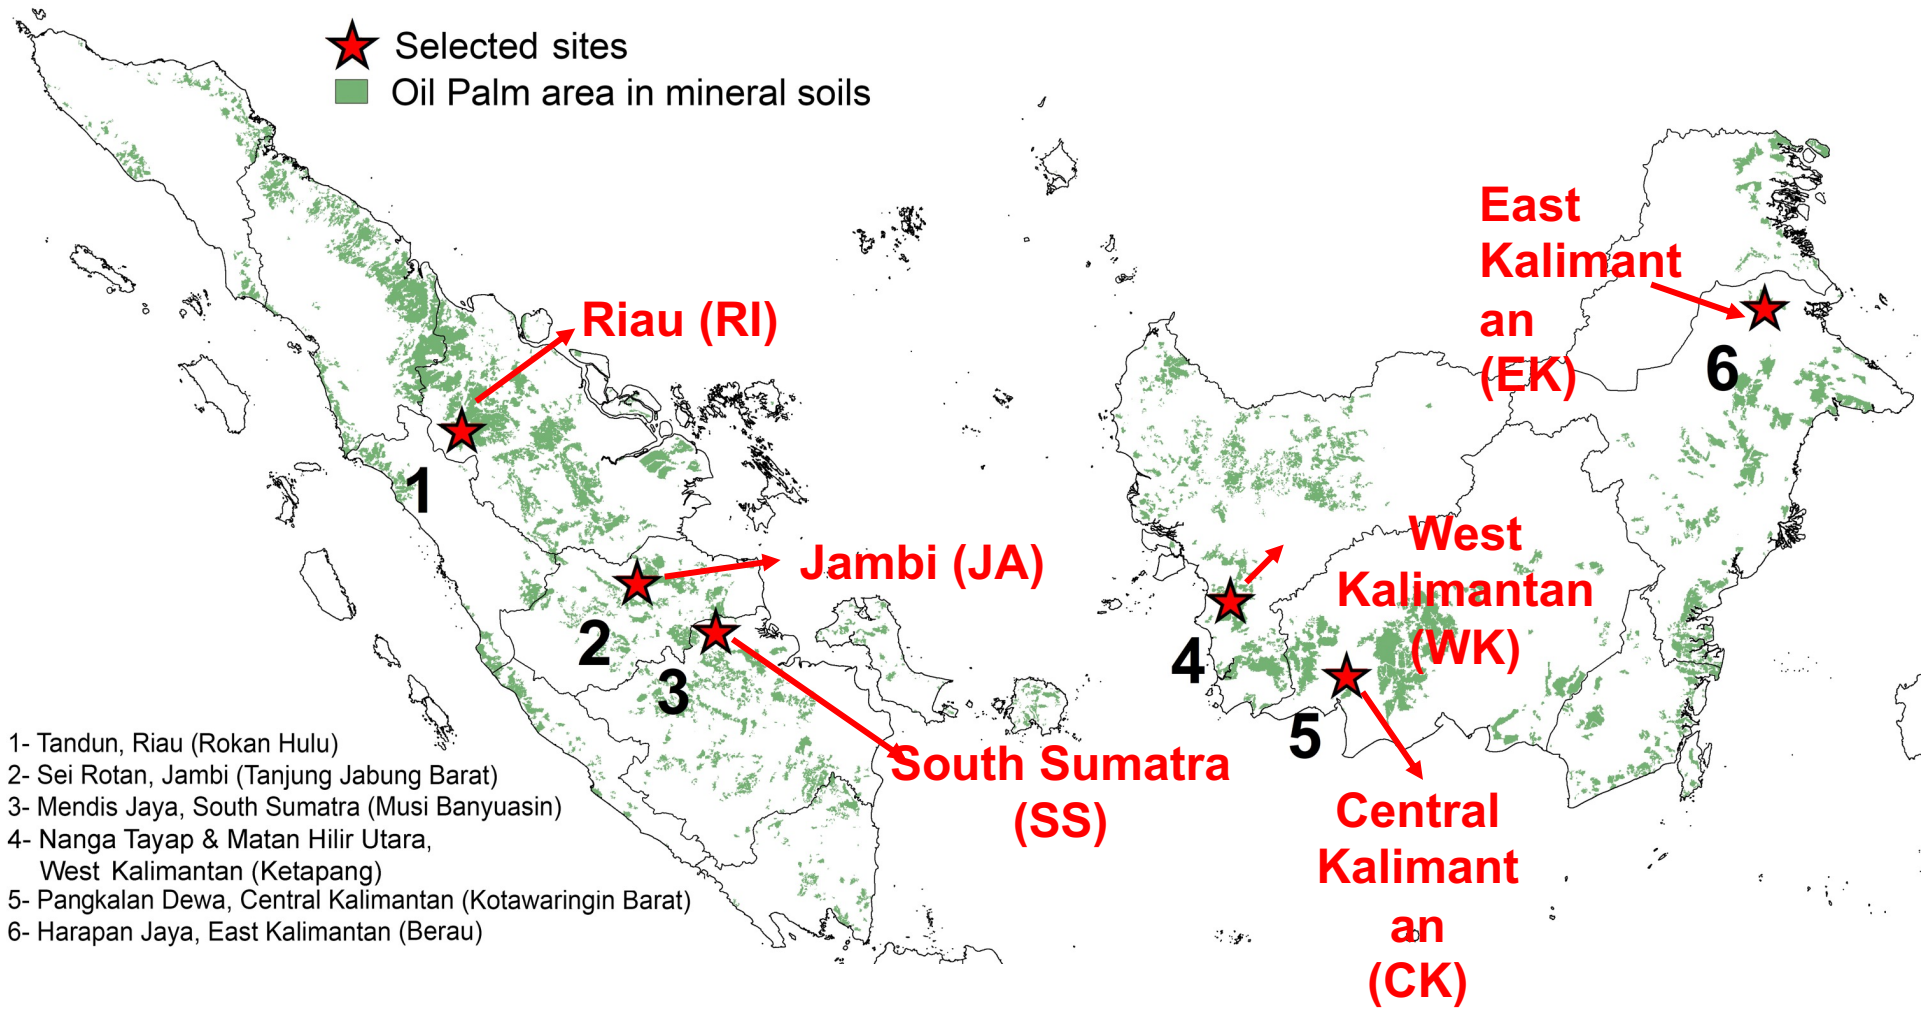 Selected sites
Oil Palm area in mineral soils
East
Kalimant
an
(EK)
Riau (RI)
6
1
West
Kalimantan
(WK)
Jambi (JA)
2
4
3
5
South Sumatra
(SS)
Central
Kalimant
an
(CK)
1- Tandun, Riau (Rokan Hulu)
2- Sei Rotan, Jambi (Tanjung Jabung Barat)
3- Mendis Jaya, South Sumatra (Musi Banyuasin)
4- Nanga Tayap & Matan Hilir Utara,
West Kalimantan (Ketapang)
5- Pangkalan Dewa, Central Kalimantan (Kotawaringin Barat)
6- Harapan Jaya, East Kalimantan (Berau)